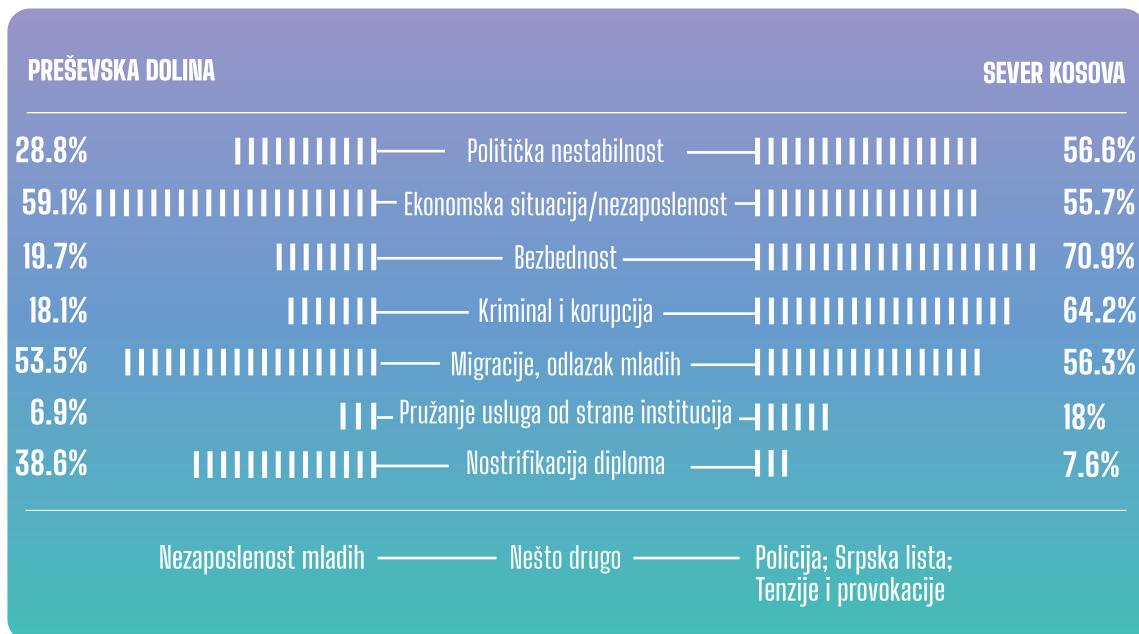 PREŠEVSKA DOLINA SEVER KOSOVA
28.8% Politička nestabilnost 56.6%
59.1% Ekonomska situacija/nezaposlenost 55.7%
19.7% Bezbednost 70.9%
18.1% Kriminal i korupcija 64.2%
53.5% Migracije, odlazak mladih 56.3%
6.9% Pružanje usluga od strane institucija 18%
38.6% Nostrifikacija diploma 7.6%
Nezaposlenost mladih Nešto drugo Policija; Srpska lista;
Tenzije i provokacije